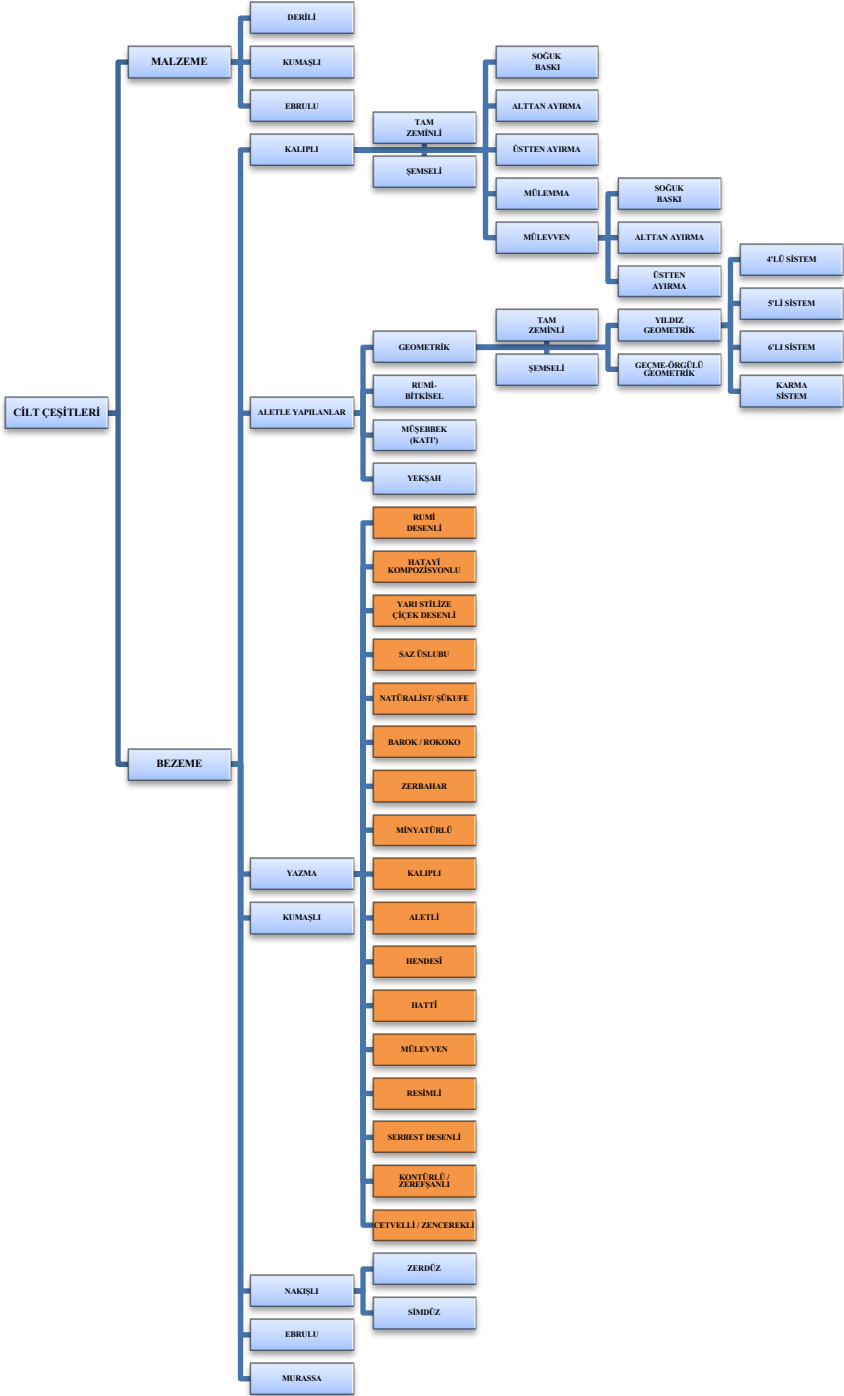 CİLT ÇEŞİTLERİ
MALZEME
DERİLİ
KUMAŞLI
EBRULU
BEZEME
KALIPLI
TAM
ZEMİNLİ
ŞEMSELİ
SOĞUK
BASKI
ALTTAN AYIRMA
ÜSTTEN AYIRMA
MÜLEMMA
MÜLEVVEN
SOĞUK
BASKI
ALTTAN AYIRMA
ÜSTTEN
AYIRMA
ALETLE YAPILANLAR
GEOMETRİK
TAM
ZEMİNLİ
ŞEMSELİ
YILDIZ
GEOMETRİK
4'LÜ SİSTEM
5'Lİ SİSTEM
6'LI SİSTEM
KARMA
SİSTEM
GEÇME-ÖRGÜLÜ
GEOMETRİK
RUMİ-
BİTKİSEL
MÜŞEBBEK
(KATI')
YEKŞAH
YAZMA
RUMİ
DESENLİ
HATAYİ
KOMPOZİSYONLU
YARI STİLİZE
ÇİÇEK DESENLİ
SAZ ÜSLUBU
NATÜRALİST/ ŞÜKUFE
BAROK / ROKOKO
ZERBAHAR
MİNYATÜRLÜ
KALIPLI
ALETLİ
HENDESÎ
HATTÎ
MÜLEVVEN
RESİMLİ
SERBEST DESENLİ
KONTÜRLÜ /
ZEREFŞANLI
CETVELLİ / ZENCEREKLİ
KUMAŞLI
NAKIŞLI
ZERDÜZ
SİMDÜZ
EBRULU
MURASSA